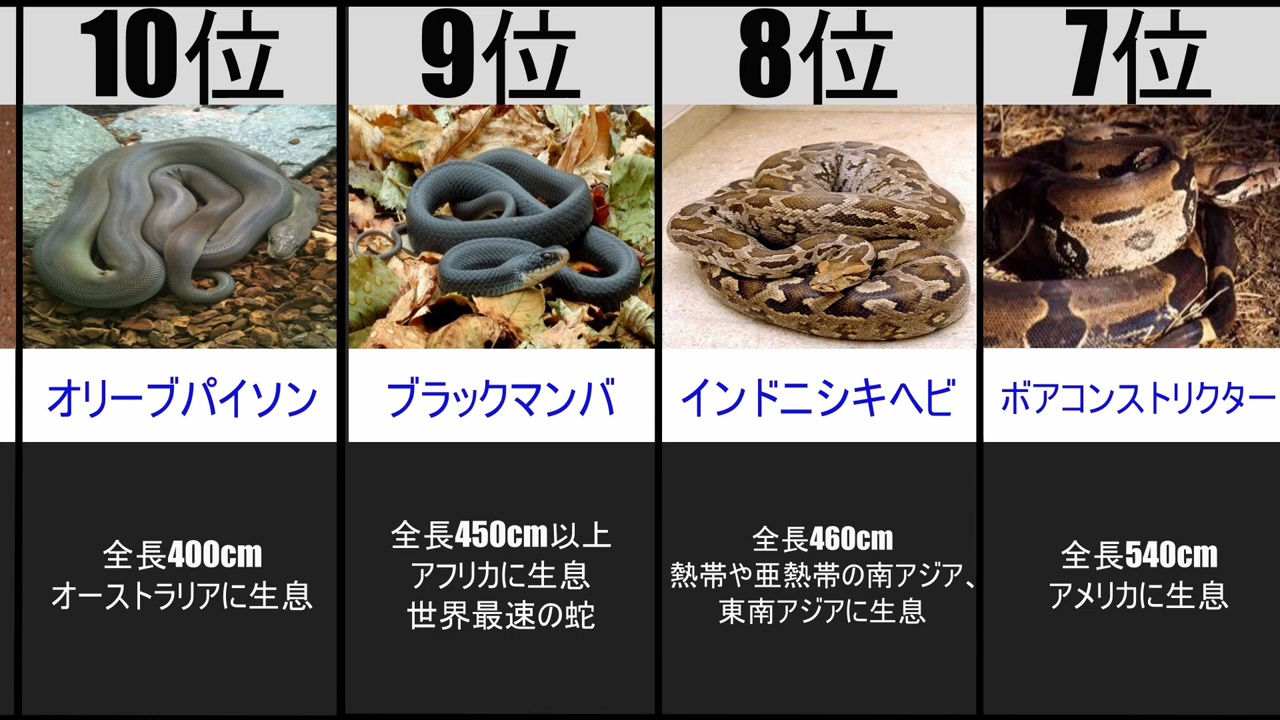 10位
オリーブパイソン
全長400cm
オーストラリアに生息
9位
ブラックマンバ
全長450cm以上
アフリカに生息
世界最速の蛇
8位
インドニシキヘビ
全長460cm
熱帯や亜熱帯の南アジア、
東南アジアに生息
7位
ボアコンストリクター
全長540cm
アメリカに生息